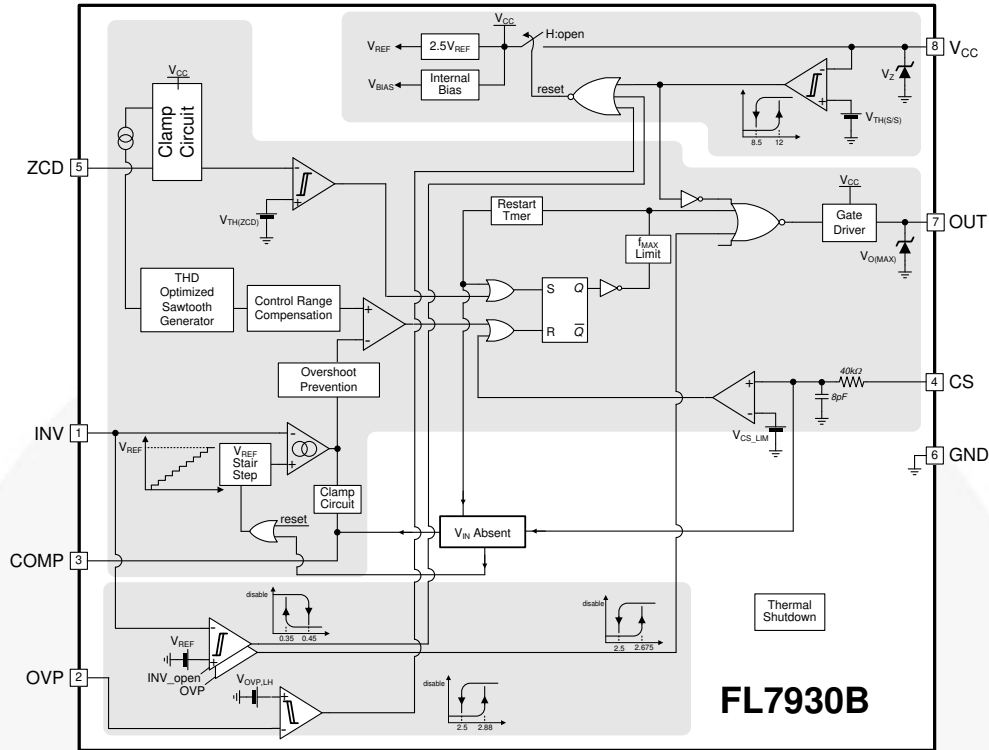 VCC
H:open
VREF
2.5VREF
8
VCC
VBIAS
Internal
Bias
reset
VZ
VCC
Clamp
Circuit
8.5
12
VTH(S/S)
ZCD
5
VTH(ZCD)
Restart
Tmer
VCC
Gate
Driver
7
OUT
fMAX
Limit
VO(MAX)
THD
Optimized
Sawtooth
Generator
Control Range
Compensation
S
Q
R
Q
Overshoot
Prevention
40kΩ
4
CS
8pF
INV
1
VCS_LIM
VREF
VREF
Stair
Step
6
GND
Clamp
Circuit
reset
VIN Absent
COMP
3
disable
0.35
0.45
disable
2.5
2.675
Thermal
Shutdown
VREF
INV_open
OVP
OVP
2
VOVP,LH
disable
2.5
2.88
FL7930B